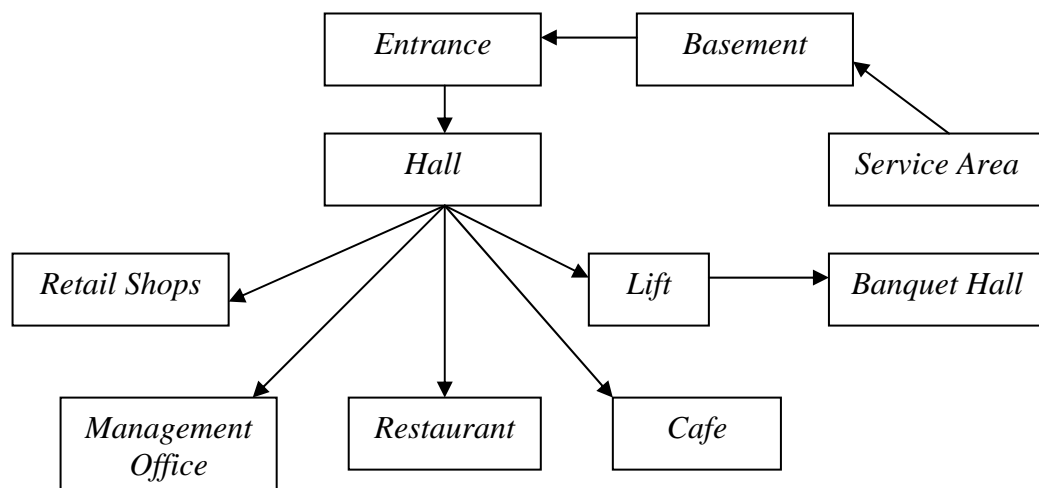 Entrance
Basement
Hall
Service Area
Retail Shops
Lift
Banquet Hall
Management
Office
Restaurant
Cafe